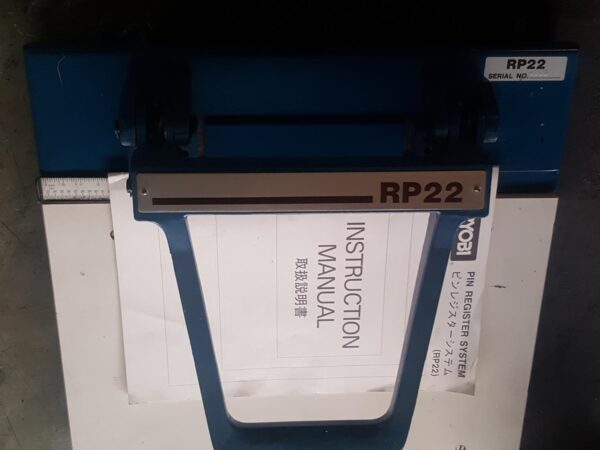 RP22
SERIAL NO.
RP22
INSTRUCTION
MANUAL
取扱説明書
YOBI
PIN REGISTER SYSTEM
ピンレジスターシステム
(RP22)